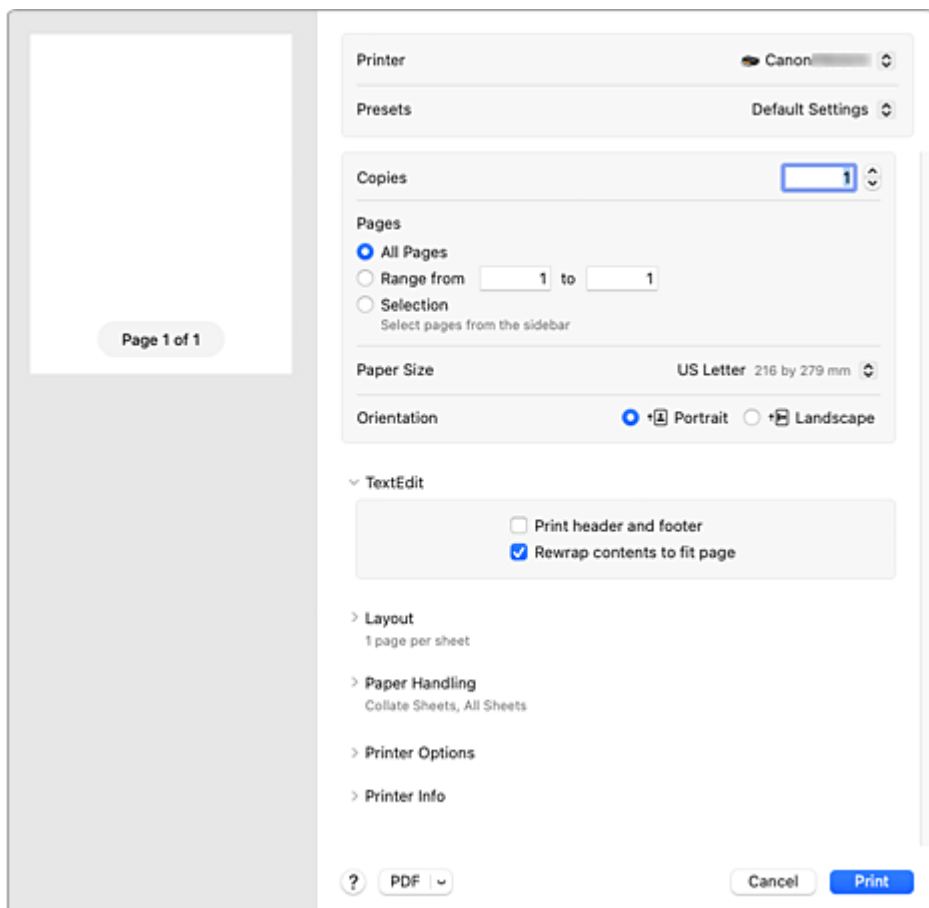 Page 1 of 1
Printer Canon
Presets Default Settings
Copies 1
Pages
All Pages
Range from 1 to 1
Selection
Select pages from the sidebar
Paper Size US Letter 216 by 279 mm
Orientation Portrait Landscape
TextEdit
Print header and footer
Rewrap contents to fit page
Layout
1 page per sheet
Paper Handling
Collate Sheets, All Sheets
Printer Options
Printer Info
? PDF Cancel Print